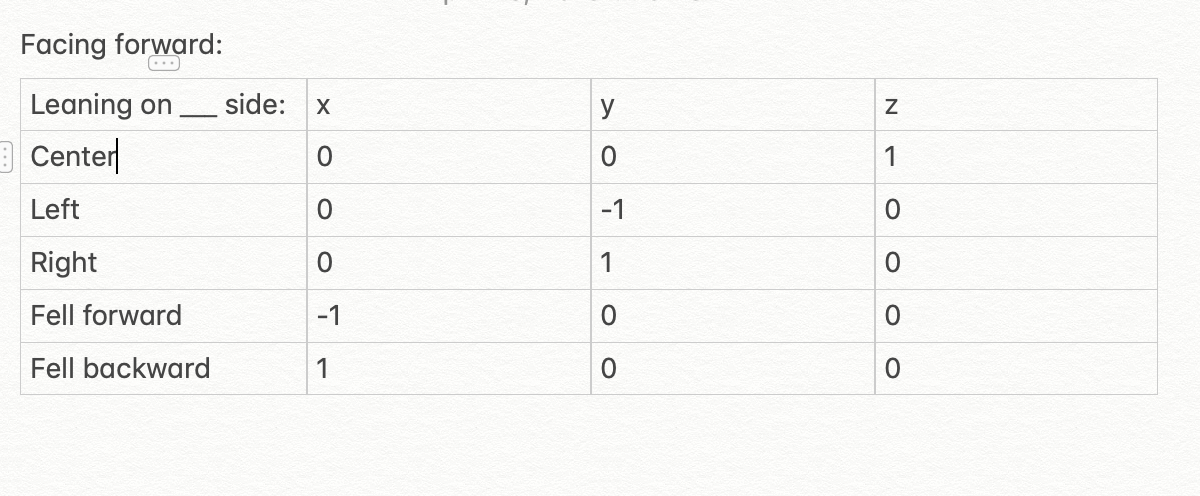 Facing forward:
Leaning on ___ side: x y z
Center 0 0 1
Left 0 -1 0
Right 0 1 0
Fell forward -1 0 0
Fell backward 1 0 0